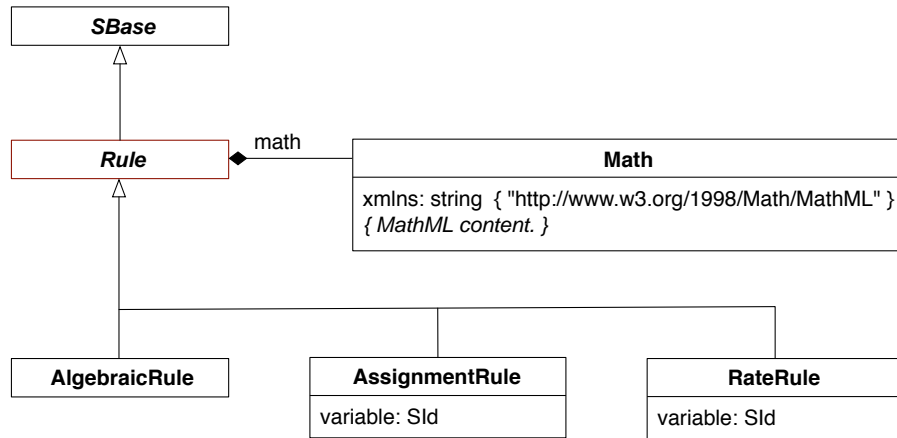 SBase
Rule
math
Math
xmlns: string { "http://www.w3.org/1998/Math/MathML" }
{ MathML content. }
AlgebraicRule
AssignmentRule
variable: SId
RateRule
variable: SId